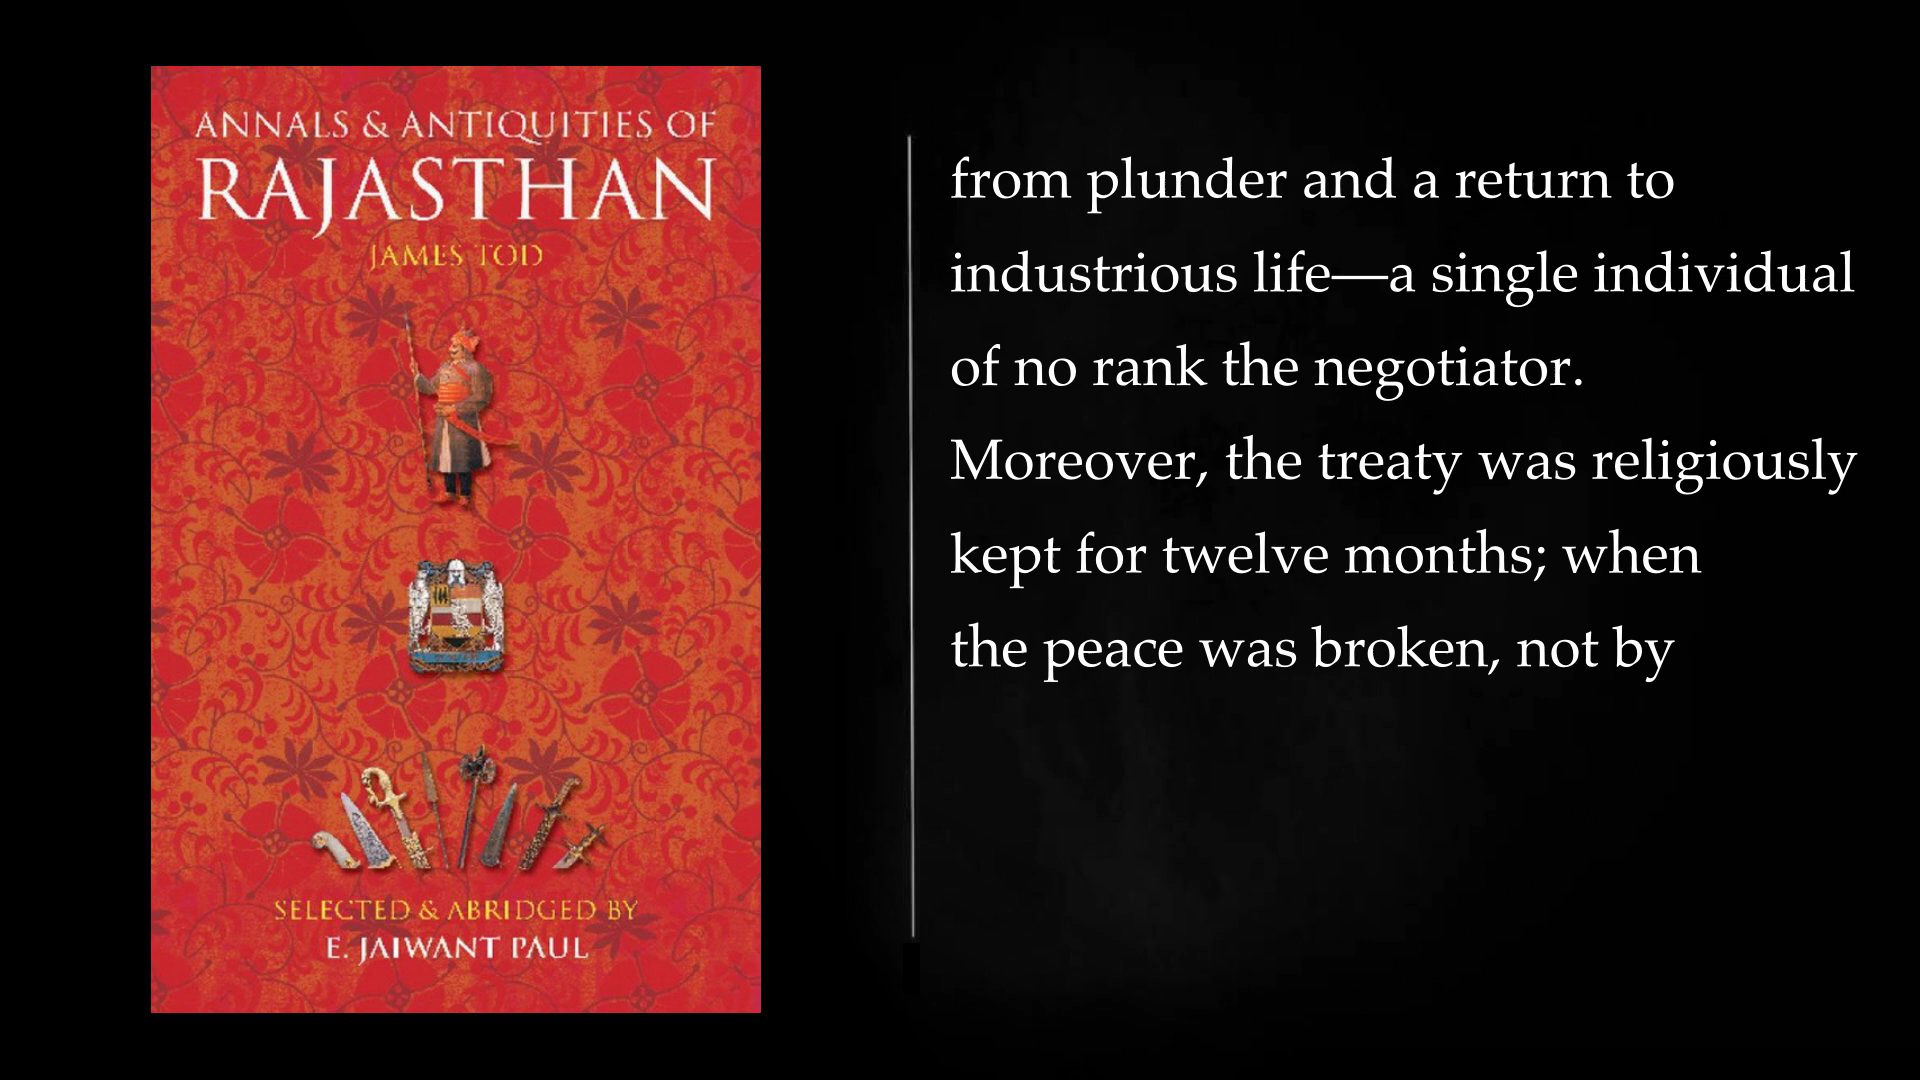 ANNALS & ANTIQUITIES OF
RAJASTHAN
JAMES TOD
SELECTED & ABRIDGED BY
E. JAIWANT PAUL
from plunder and a return to
industrious life—a single individual
of no rank the negotiator.
Moreover, the treaty was religiously
kept for twelve months; when
the peace was broken, not by